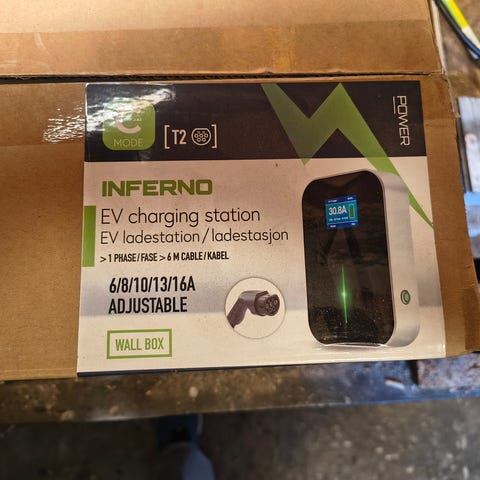 MODE
[T2]
POWER
INFERNO
EV charging station
EV ladestation/ladestasjon
> 1 PHASE/FASE > 6 M CABLE/KABEL
6/8/10/13/16A
ADJUSTABLE
WALL BOX
30.8A